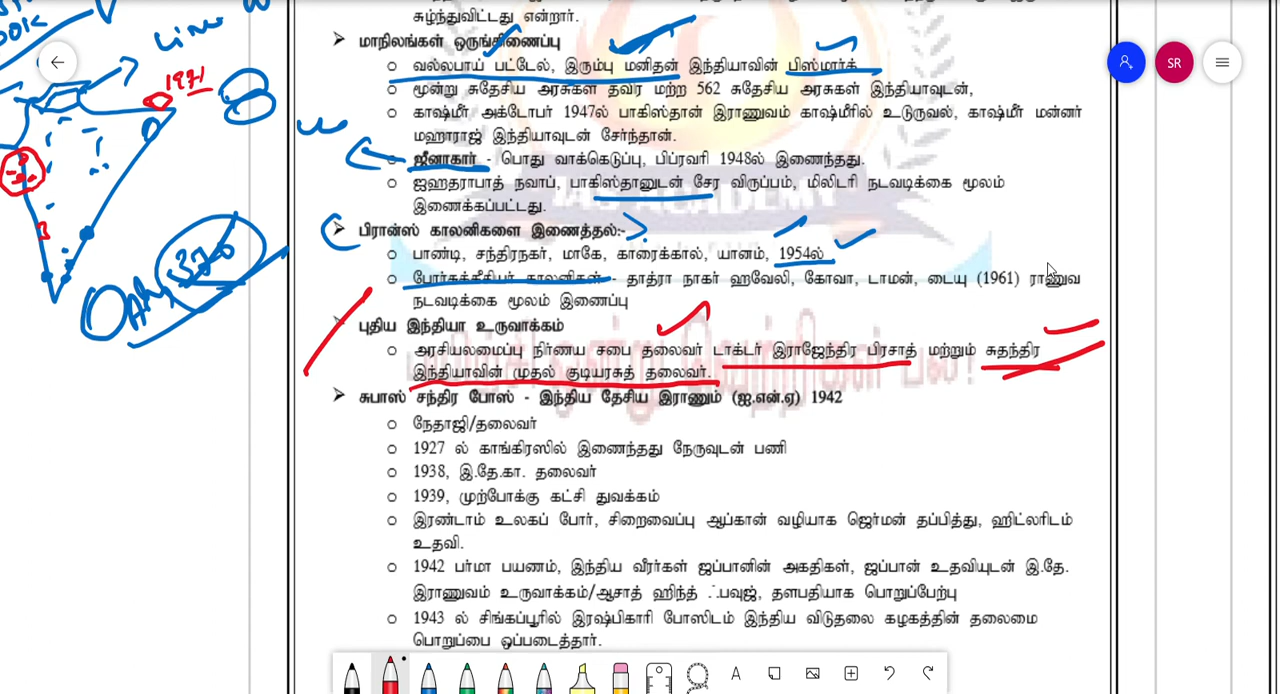 சூழ்ந்துவிட்டது என்றார்.
➤ மாநிலங்கள் ஒருங்கிணைப்பு
o வல்லபாய் பட்டேல், இரும்பு மனிதன் இந்தியாவின் பிஸ்மார்க்
o மூன்று சுதேசிய அரசுகள் தவிர மற்ற 562 சுதேசிய அரசுகள் இந்தியாவுடன்,
o காஷ்மீர் அக்டோபர் 1947ல் பாகிஸ்தான் இராணுவம் காஷ்மீரில் உடுருவல், காஷ்மீர் மன்னர்
மஹாராஜ் இந்தியாவுடன் சேர்ந்தான்.
o ஜீனாகார் - பொது வாக்கெடுப்பு, பிப்ரவரி 1948ல் இணைந்தது.
o ஐஹதராபாத் நவாப், பாகிஸ்தானுடன் சேர விருப்பம், மிலிடரி நடவடிக்கை மூலம்
இணைக்கப்பட்டது.
➤ பிரான்ஸ் காலனிகளை இணைத்தல்:-
o பாண்டி, சந்திரநகர், மாகே, காரைக்கால், யானம், 1954ல்
o போர்சுக்கீசியர் காலனிகள் - தாத்ரா நாகர் ஹவேலி, கோவா, டாமன், டையு (1961) ராணுவ
நடவடிக்கை மூலம் இணைப்பு
➤ புதிய இந்தியா உருவாக்கம்
o அரசியலமைப்பு நிர்ணய சபை தலைவர் டாக்டர் இராஜேந்திர பிரசாத் மற்றும் சுதந்திர
இந்தியாவின் முதல் குடியரசுத் தலைவர்.
➤ சுபாஸ் சந்திர போஸ் - இந்திய தேசிய இராணும் (ஐ.என்.ஏ) 1942
o நேதாஜி/தலைவர்
o 1927 ல் காங்கிரஸில் இணைந்தது நேருவுடன் பணி
o 1938, இ.தே.கா. தலைவர்
o 1939, முற்போக்கு கட்சி துவக்கம்
o இரண்டாம் உலகப் போர், சிறைவைப்பு ஆப்கான் வழியாக ஜெர்மன் தப்பித்து, ஹிட்லரிடம்
உதவி.
o 1942 பர்மா பயணம், இந்திய வீரர்கள் ஜப்பானின் அகதிகள், ஜப்பான் உதவியுடன் இ.தே.
இராணுவம் உருவாக்கம்/ஆசாத் ஹிந்த் ஃபவுஜ், தளபதியாக பொறுப்பேற்பு
o 1943 ல் சிங்கப்பூரில் இரஷ்பிகாரி போஸிடம் இந்திய விடுதலை கழகத்தின் தலைமை
பொறுப்பை ஒப்படைத்தார்.
IAS ACADEMY
Line
1971
370
SR
A